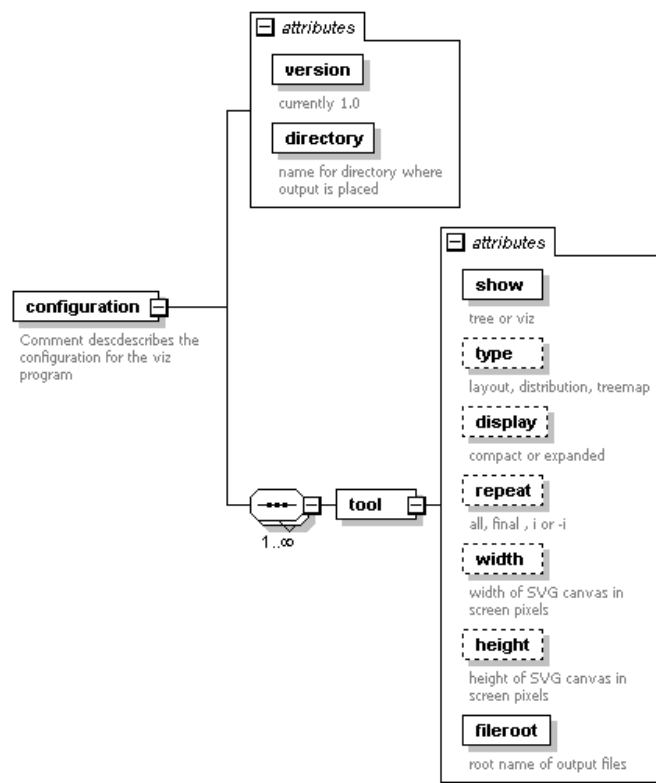 attributes
version
currently 1.0
directory
name for directory where
output is placed
configuration
Comment descdescribes the
configuration for the viz
program
1..∞
tool
attributes
show
tree or viz
type
layout, distribution, treemap
display
compact or expanded
repeat
all, final , i or -i
width
width of SVG canvas in
screen pixels
height
height of SVG canvas in
screen pixels
fileroot
root name of output files